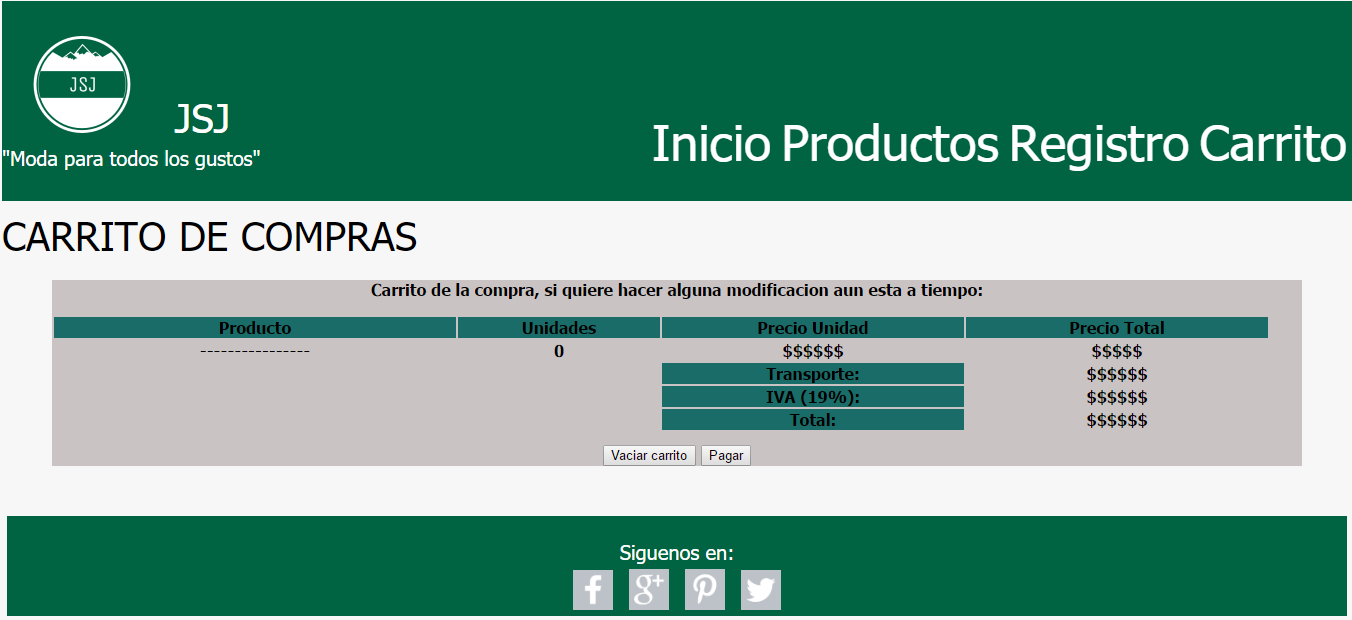 JSJ
JSJ
"Moda para todos los gustos"
Inicio Productos Registro Carrito
CARRITO DE COMPRAS
Carrito de la compra, si quiere hacer alguna modificacion aun esta a tiempo:
Producto Unidades Precio Unidad Precio Total
---------------- 0 $$$$$$ $$$$$
Transporte: $$$$$$
IVA (19%): $$$$$$
Total: $$$$$$
Vaciar carrito Pagar
Siguenos en:
f g+ p